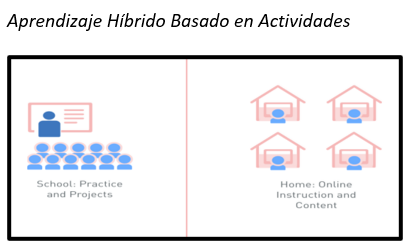 Aprendizaje Híbrido Basado en Actividades
School: Practice
and Projects
Home: Online
Instruction and
Content